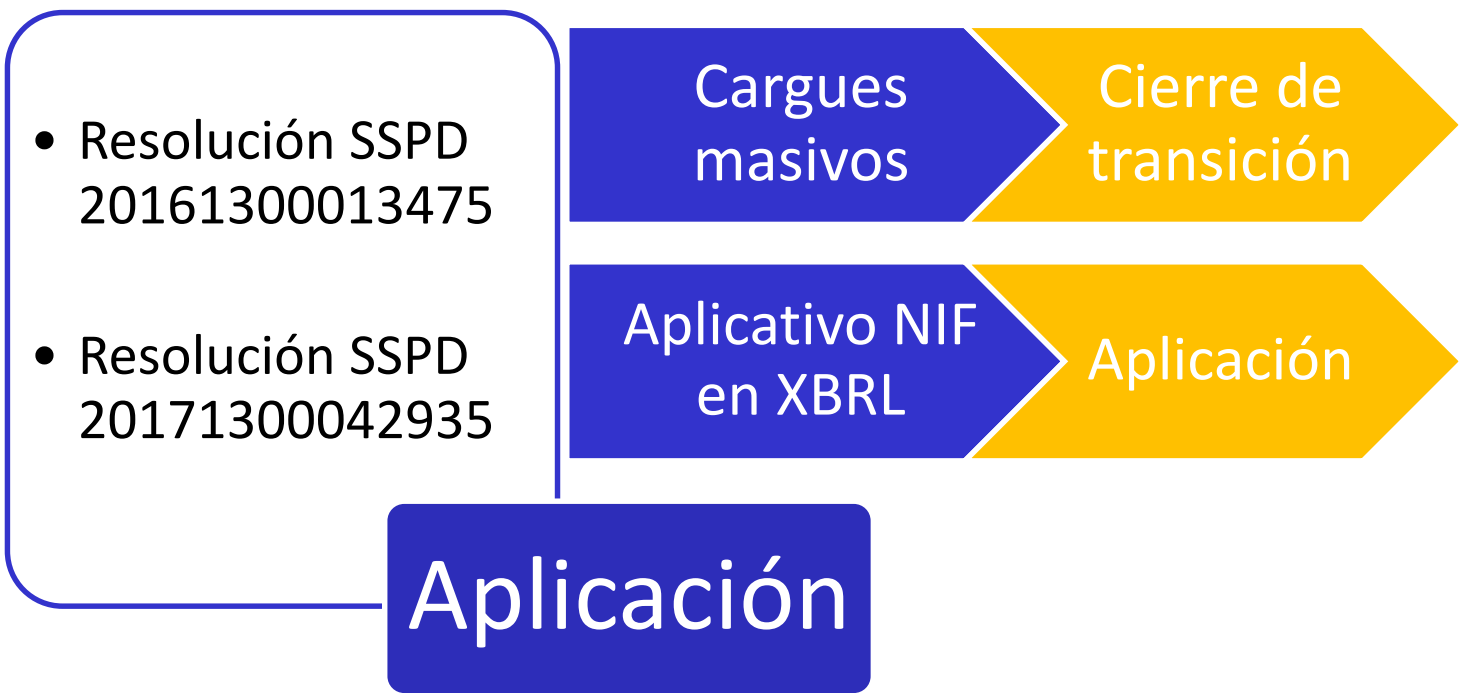 • Resolución SSPD
20161300013475
• Resolución SSPD
20171300042935
Cargues
masivos
Cierre de
transición
Aplicativo NIF
en XBRL
Aplicación
Aplicación